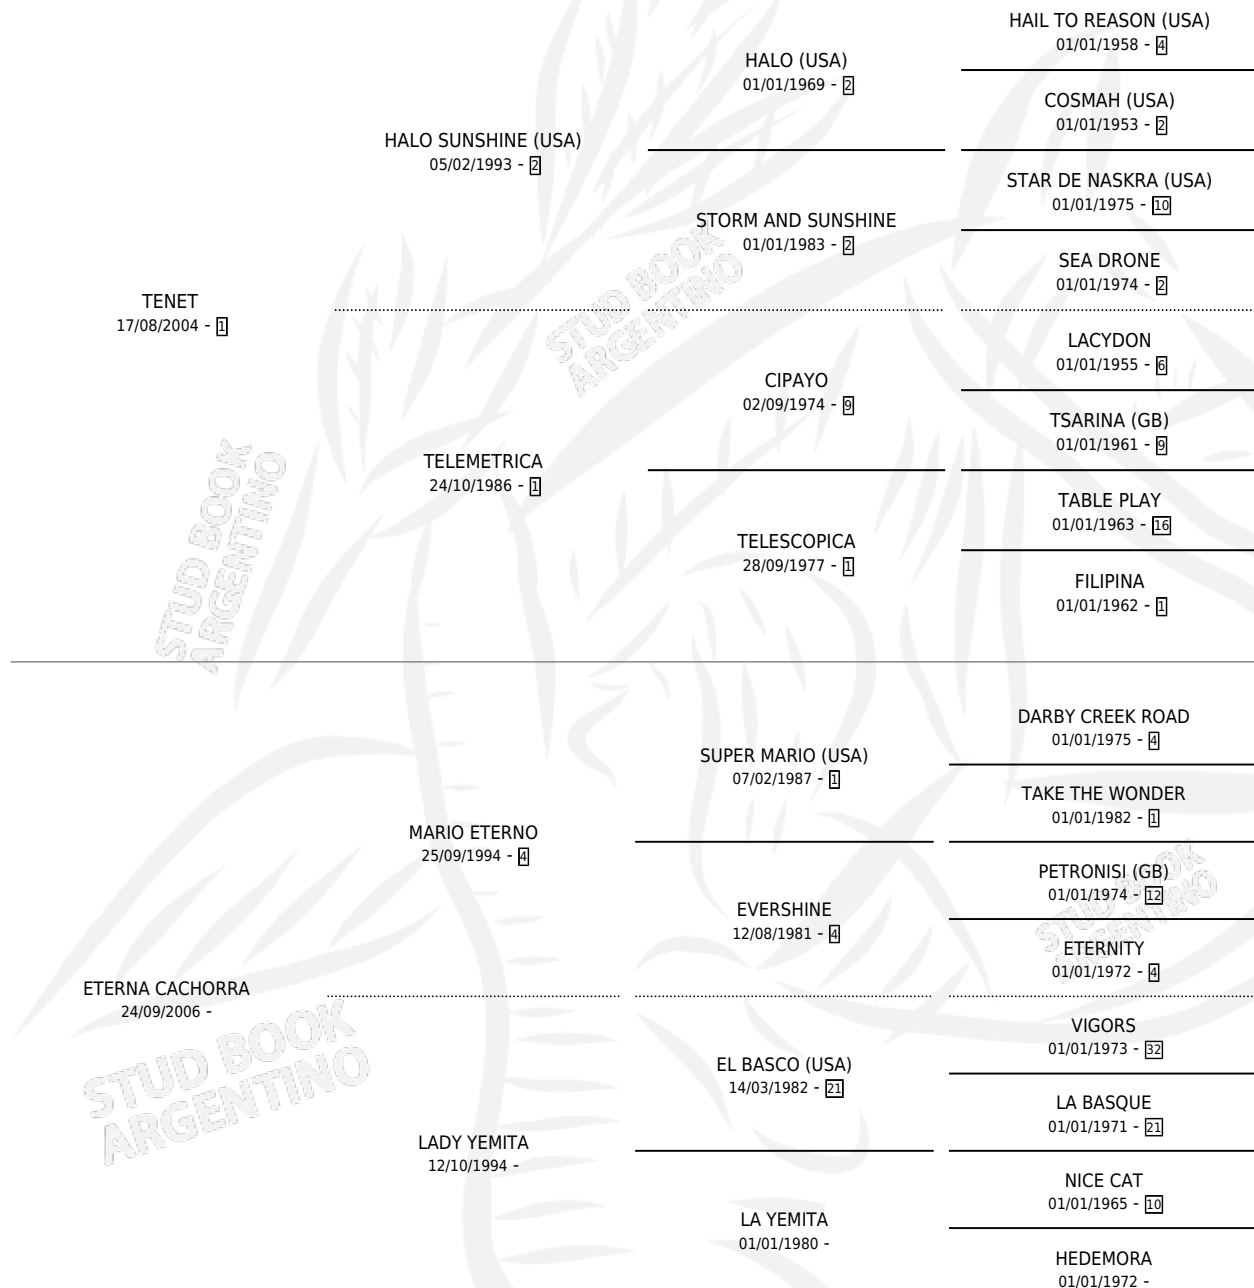 HAIL TO REASON (USA)
01/01/1958 - 4
HALO (USA)
01/01/1969 - 2
COSMAH (USA)
01/01/1953 - 2
HALO SUNSHINE (USA)
05/02/1993 - 2
STAR DE NASKRA (USA)
01/01/1975 - 10
STORM AND SUNSHINE
01/01/1983 - 2
SEA DRONE
01/01/1974 - 2
TENET
17/08/2004 - 1
LACYDON
01/01/1955 - 6
CIPAYO
02/09/1974 - 9
TSARINA (GB)
01/01/1961 - 9
TELEMETRICA
24/10/1986 - 1
TABLE PLAY
01/01/1963 - 16
TELESCOPICA
28/09/1977 - 1
FILIPINA
01/01/1962 - 1
DARBY CREEK ROAD
01/01/1975 - 4
SUPER MARIO (USA)
07/02/1987 - 1
TAKE THE WONDER
01/01/1982 - 1
MARIO ETERNO
25/09/1994 - 4
PETRONISI (GB)
01/01/1974 - 12
EVERSHINE
12/08/1981 - 4
ETERNITY
01/01/1972 - 4
ETERNA CACHORRA
24/09/2006 -
VIGORS
01/01/1973 - 32
EL BASCO (USA)
14/03/1982 - 21
LA BASQUE
01/01/1971 - 21
LADY YEMITA
12/10/1994 -
NICE CAT
01/01/1965 - 10
LA YEMITA
01/01/1980 -
HEDEMORA
01/01/1972 -
STUD BOOK
ARGENTINO
STUD BOOK
ARGENTINO
STUD BOOK
ARGENTINO
STUD BOOK
ARGENTINO